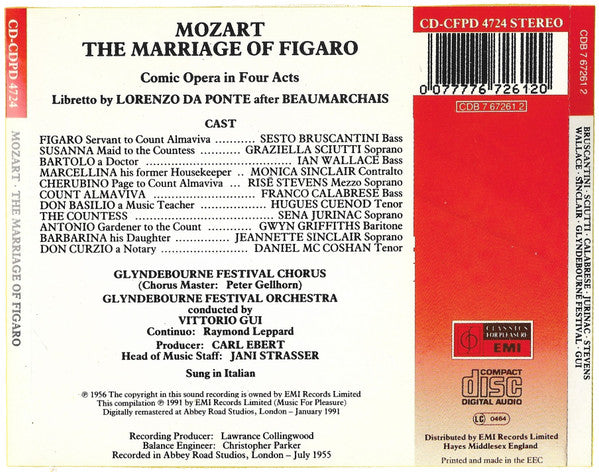 CD-CDPD 4724
MOZART · THE MARRIAGE OF FIGARO
MOZART
THE MARRIAGE OF FIGARO
Comic Opera in Four Acts
Libretto by LORENZO DA PONTE after BEAUMARCHAIS
CAST
FIGARO Servant to Count Almaviva ............ SESTO BRUSCANTINI Bass
SUSANNA Maid to the Countess ........... GRAZIELLA SCIUTTI Soprano
BARTOLO a Doctor .................................... IAN WALLACE Bass
MARCELLINA his former Housekeeper .. MONICA SINCLAIR Contralto
CHERUBINO Page to Count Almaviva .... RISË STEVENS Mezzo Soprano
COUNT ALMAVIVA ........................... FRANCO CALABRESE Bass
DON BASILIO a Music Teacher .................. HUGUES CUENOD Tenor
THE COUNTESS ................................ SENA JURINAC Soprano
ANTONIO Gardener to the Count ......... GWYN GRIFFITHS Baritone
BARBARINA his Daughter ............... JEANNETTE SINCLAIR Soprano
DON CURZIO a Notary ....................... DANIEL MC COSHAN Tenor
GLYNDEBOURNE FESTIVAL CHORUS
(Chorus Master: Peter Gellhorn)
GLYNDEBOURNE FESTIVAL ORCHESTRA
conducted by
VITTORIO GUI
Continuo: Raymond Leppard
Producer: CARL EBERT
Head of Music Staff: JANI STRASSER
Sung in Italian
℗ 1956 The copyright in this sound recording is owned by EMI Records Limited
This compilation ℗ 1991 by EMI Records Limited (Music For Pleasure)
Digitally remastered at Abbey Road Studios, London – January 1991
Recording Producer: Lawrance Collingwood
Balance Engineer: Christopher Parker
Recorded in Abbey Road Studios, London – July 1955
CD-CFPD 4724 STEREO
0 077776 726120
CDB 7 67261 2
CLASSICS
FOR PLEASURE
EMI
COMPACT
disc
DIGITAL AUDIO
LC 0464
Distributed by EMI Records Limited
Hayes Middlesex England
Printed and made in the EEC
CDB 7 67261 2
BRUSCANTINI · SCIUTTI · CALABRESE · JURINAC · STEVENS
WALLACE · SINCLAIR · GLYNDEBOURNE FESTIVAL · GUI